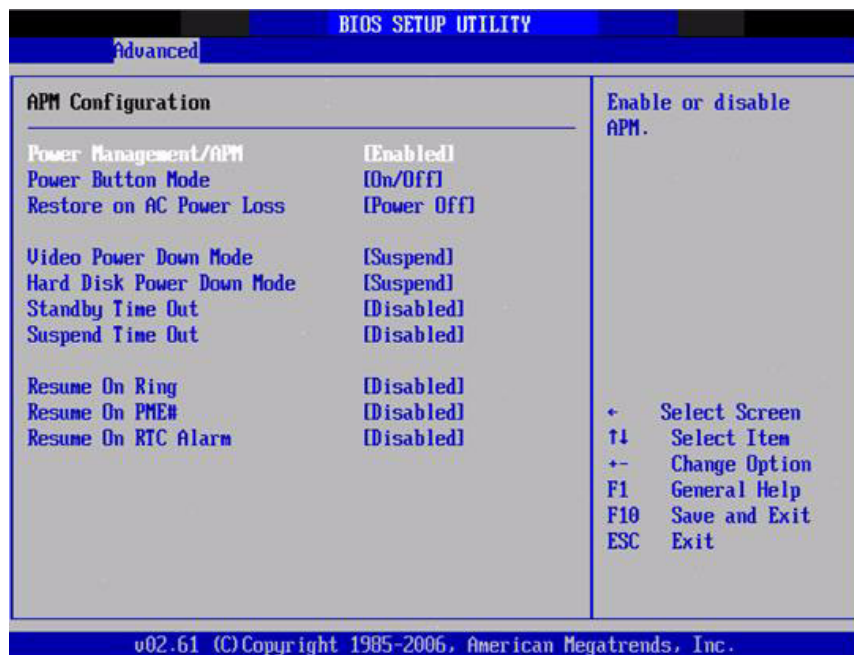 BIOS SETUP UTILITY
Advanced
APM Configuration
Power Management/APM [Enabled]
Power Button Mode [On/Off]
Restore on AC Power Loss [Power Off]
Video Power Down Mode [Suspend]
Hard Disk Power Down Mode [Suspend]
Standby Time Out [Disabled]
Suspend Time Out [Disabled]
Resume On Ring [Disabled]
Resume On PME# [Disabled]
Resume On RTC Alarm [Disabled]
Enable or disable
APM.
← Select Screen
↑↓ Select Item
+- Change Option
F1 General Help
F10 Save and Exit
ESC Exit
v02.61 (C)Copyright 1985-2006, American Megatrends, Inc.